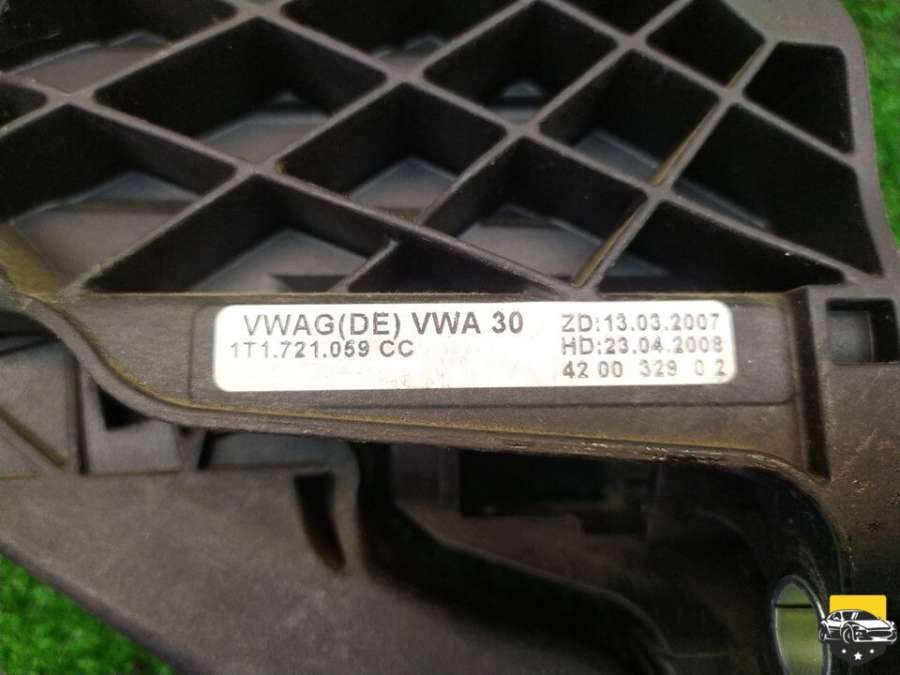 VWAG(DE) VWA 30
1T1.721.059 CC
ZD:13.03.2007
HD:23.04.2008
42 00 329 0 2